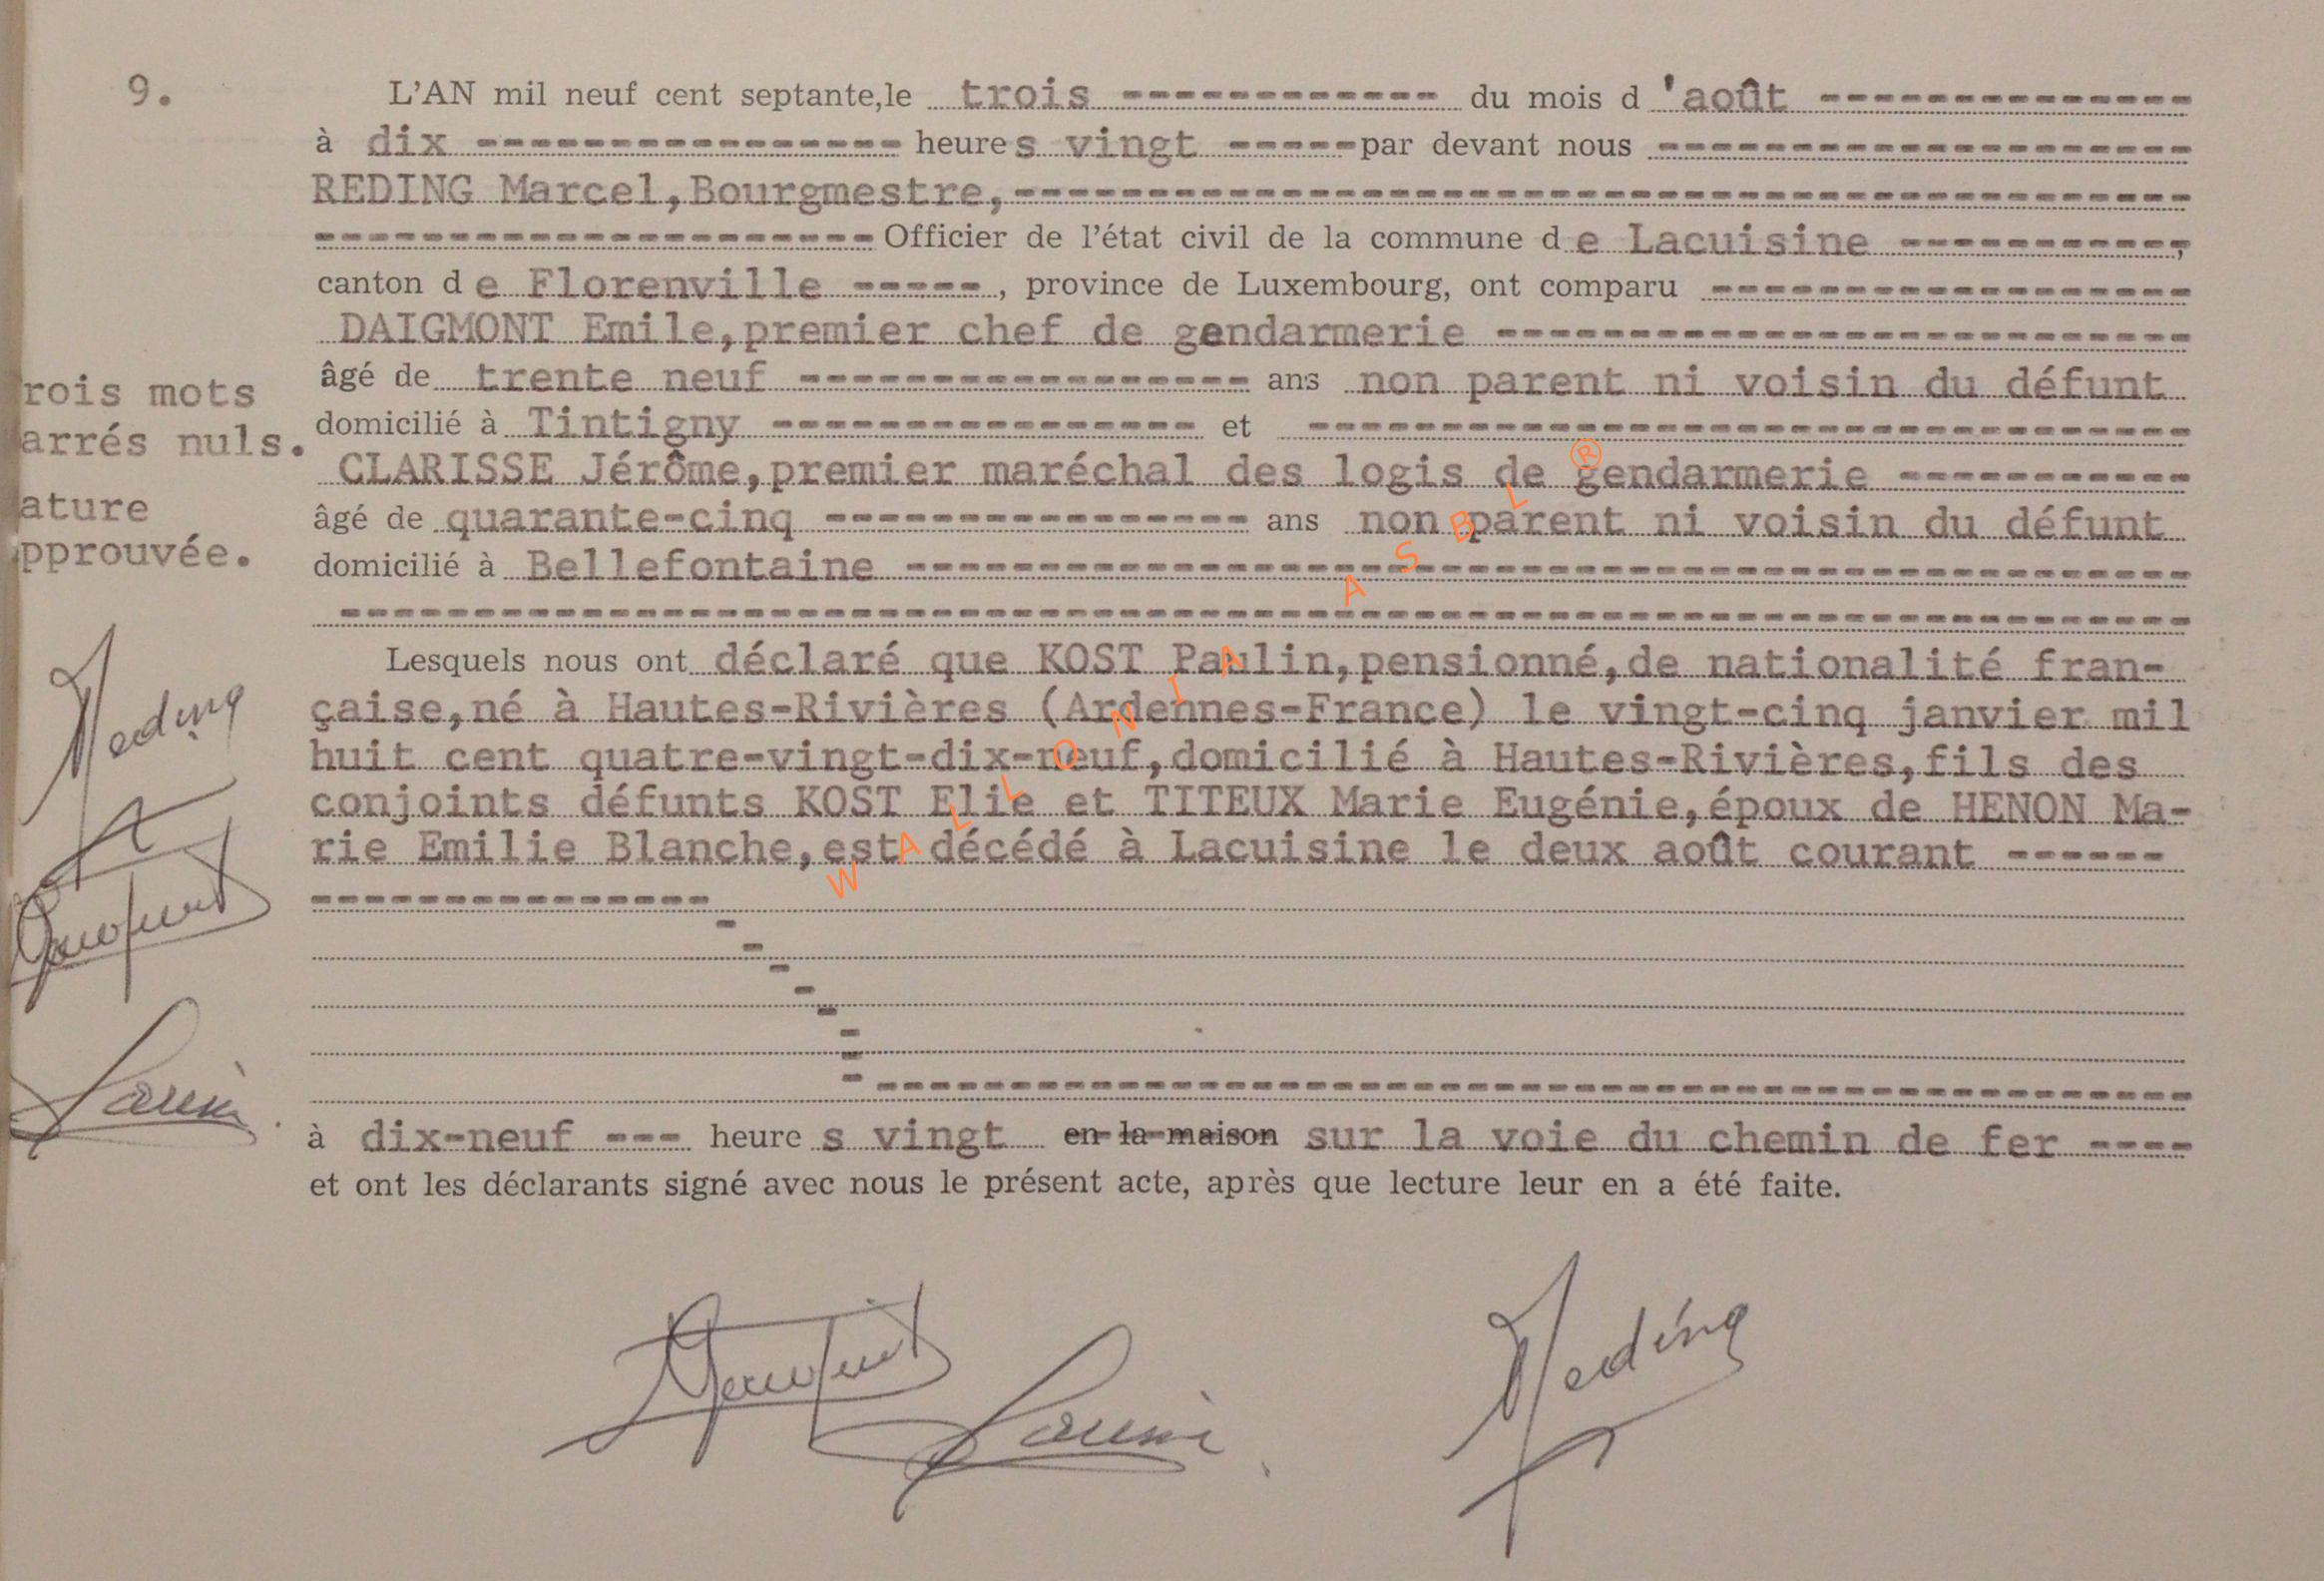 9.
L'AN mil neuf cent septante,le trois ------------ du mois d 'août --------------
à dix ---------------- heure s vingt -----par devant nous --------------------
REDING Marcel,Bourgmestre,--------------------------------------------
--------------------- Officier de l'état civil de la commune d e Lacuisine ----------,
canton d e Florenville -----, province de Luxembourg, ont comparu ------------------
DAIGMONT Emile,premier chef de gendarmerie --------------------------
âgé de trente neuf ----------------- ans non parent ni voisin du défunt
domicilié à Tintigny ---------------- et ---------------------------------
CLARISSE Jérôme,premier maréchal des logis de gendarmerie -----------
âgé de quarante-cinq ---------------- ans non parent ni voisin du défunt
domicilié à Bellefontaine ------------------------------------------------
---------------------------------------------------------------------
Lesquels nous ont déclaré que KOST Paulin,pensionné,de nationalité fran-
çaise,né à Hautes-Rivières (Ardennes-France) le vingt-cinq janvier mil
huit cent quatre-vingt-dix-neuf,domicilié à Hautes-Rivières,fils des
conjoints défunts KOST Elie et TITEUX Marie Eugénie,époux de HENON Ma-
rie Emilie Blanche,est décédé à Lacuisine le deux août courant ------
à dix-neuf --- heure s vingt en la maison sur la voie du chemin de fer ----
et ont les déclarants signé avec nous le présent acte, après que lecture leur en a été faite.
rois mots
arrés nuls.
ature
pprouvée.
Reding
Reding
WALLONIA ASBL ®